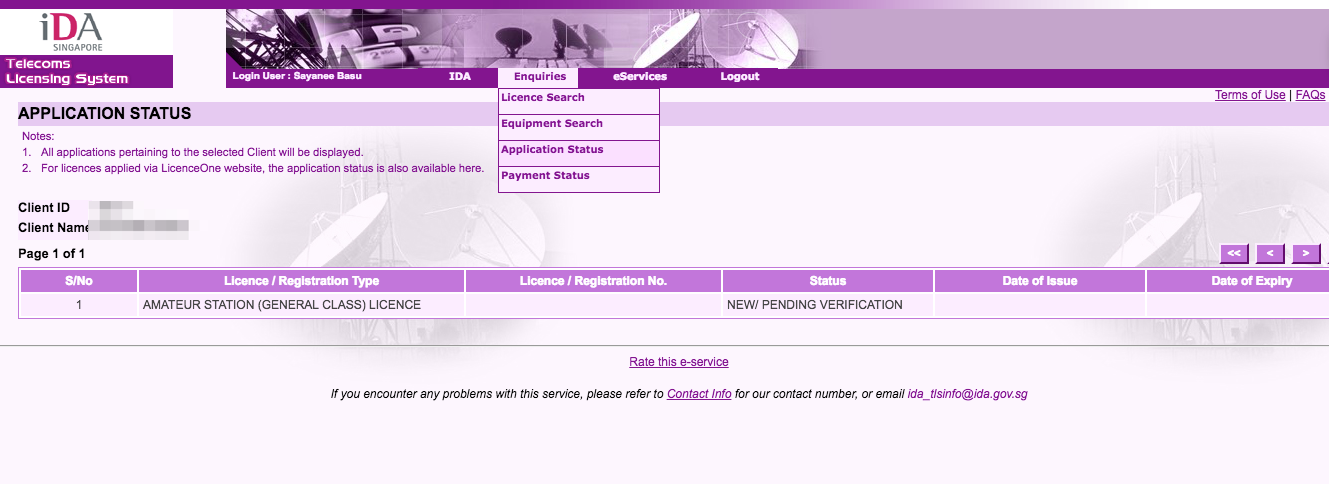 iDA
SINGAPORE
Telecoms
Licensing System
Login User : Sayanee Basu
IDA
Enquiries
eServices
Logout
Licence Search
Equipment Search
Application Status
Payment Status
Terms of Use | FAQs
APPLICATION STATUS
Notes:
1. All applications pertaining to the selected Client will be displayed.
2. For licences applied via LicenceOne website, the application status is also available here.
Client ID
Client Name
Page 1 of 1
<< < >
S/No Licence / Registration Type Licence / Registration No. Status Date of Issue Date of Expiry
1 AMATEUR STATION (GENERAL CLASS) LICENCE NEW/ PENDING VERIFICATION
Rate this e-service
If you encounter any problems with this service, please refer to Contact Info for our contact number, or email ida_tlsinfo@ida.gov.sg